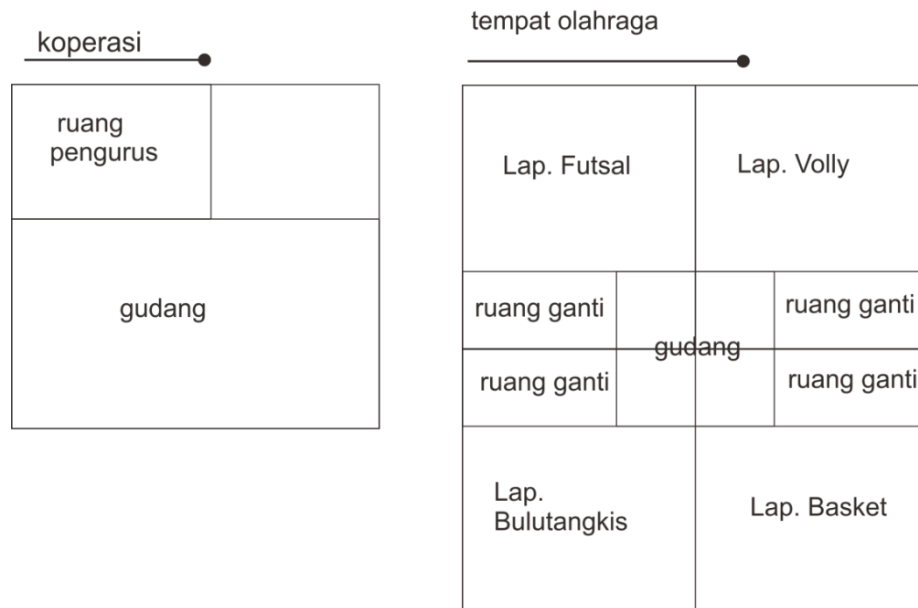 koperasi
ruang
pengurus
gudang
tempat olahraga
Lap. Futsal
Lap. Volly
ruang ganti
ruang ganti
gudang
ruang ganti
ruang ganti
Lap.
Bulutangkis
Lap. Basket